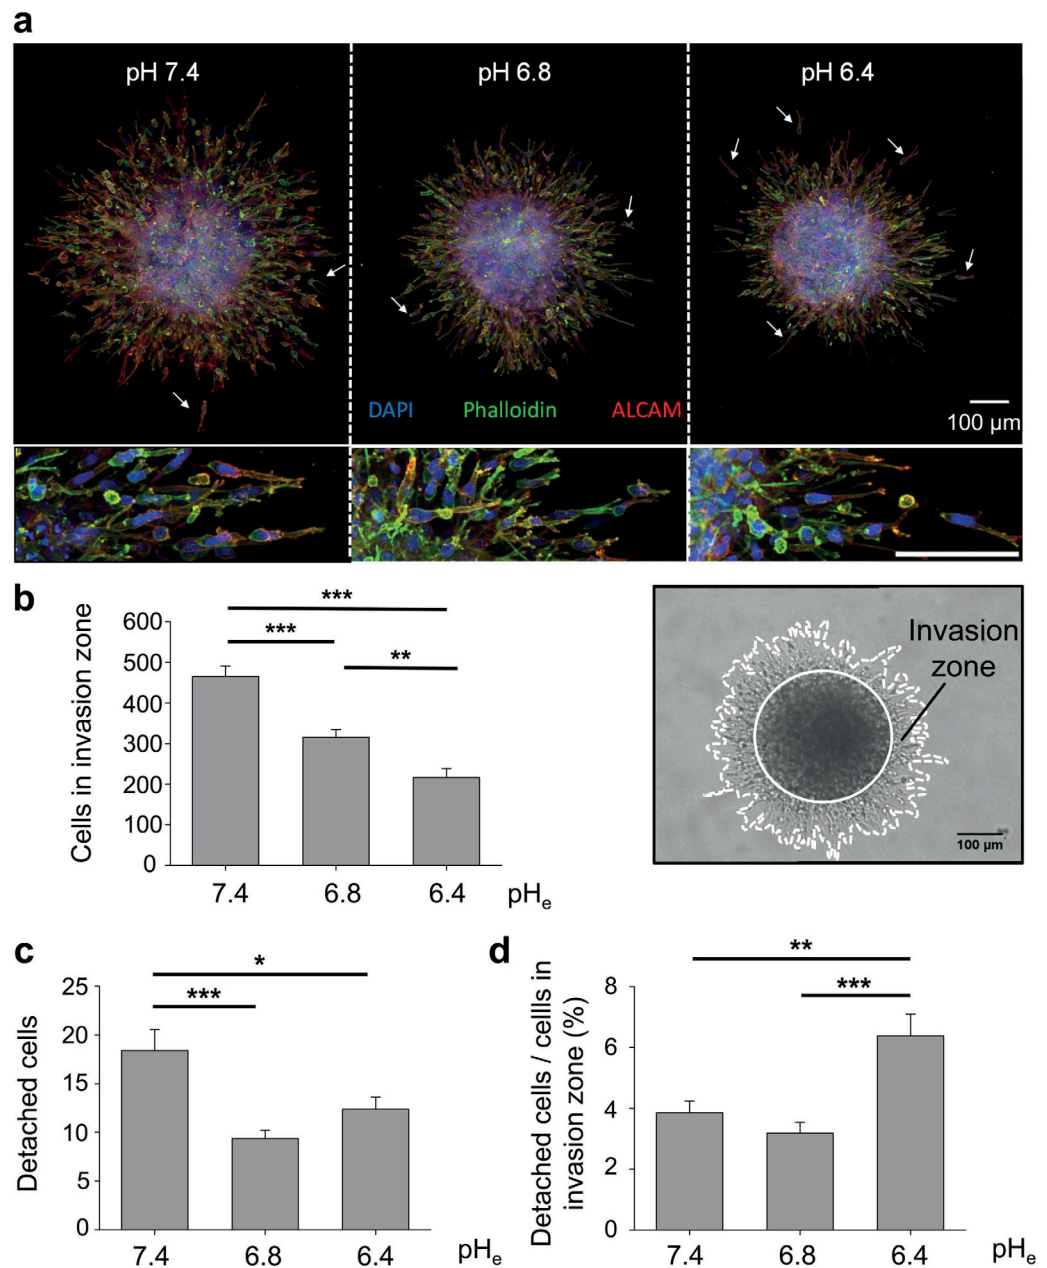 a
pH 7.4
pH 6.8
pH 6.4
DAPI
Phalloidin
ALCAM
100 µm
b
Cells in invasion zone
600
500
400
300
200
100
0
***
***
**
7.4
6.8
6.4
pHe
Invasion
zone
100 µm
c
Detached cells
25
20
15
10
5
0
*
***
7.4
6.8
6.4
pHe
d
Detached cells / cellls in
invasion zone (%)
8
6
4
2
0
**
***
7.4
6.8
6.4
pHe